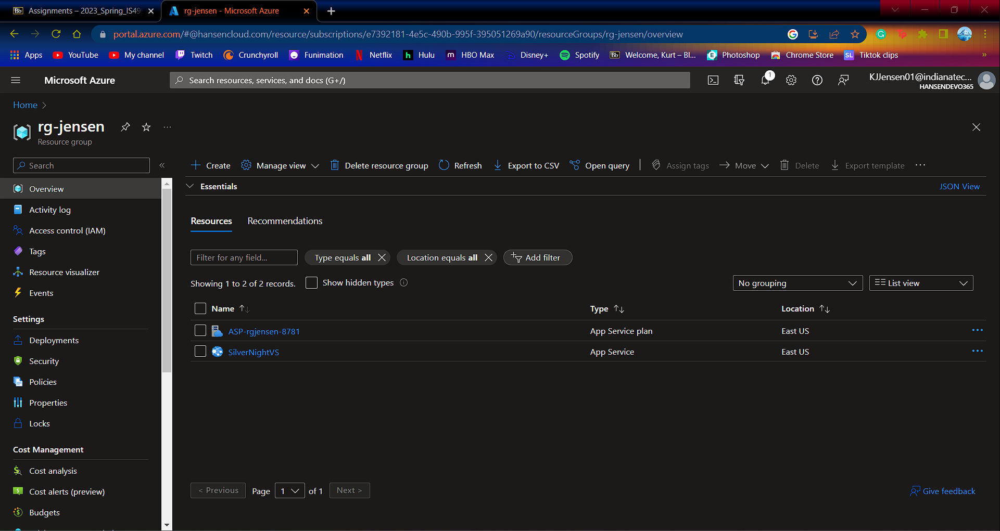 Assignments – 2023_Spring_IS49
rg-jensen - Microsoft Azure
portal.azure.com/#@hansencloud.com/resource/subscriptions/e7392181-4e5c-490b-995f-395051269a90/resourceGroups/rg-jensen/overview
Apps YouTube My channel Twitch Crunchyroll Funimation Netflix Hulu HBO Max Disney+ Spotify Welcome, Kurt – Bl... Photoshop Chrome Store Tiktok clips »
Microsoft Azure
Search resources, services, and docs (G+/)
1
KJJensen01@indianatec...
HANSENDEVO365
Home >
rg-jensen
Resource group
Search
Create Manage view Delete resource group Refresh Export to CSV Open query Assign tags Move Delete Export template ...
Essentials
JSON View
Overview
Activity log
Access control (IAM)
Tags
Resource visualizer
Events
Settings
Deployments
Security
Policies
Properties
Locks
Cost Management
Cost analysis
Cost alerts (preview)
Budgets
Resources Recommendations
Filter for any field... Type equals all Location equals all Add filter
Showing 1 to 2 of 2 records. Show hidden types
No grouping List view
Name Type Location
ASP-rgjensen-8781 App Service plan East US
SilverNightVS App Service East US
< Previous Page 1 of 1 Next >
Give feedback